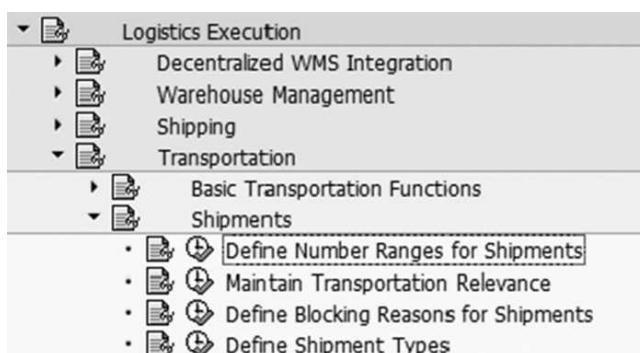 Logistics Execution
Decentralized WMS Integration
Warehouse Management
Shipping
Transportation
Basic Transportation Functions
Shipments
Define Number Ranges for Shipments
Maintain Transportation Relevance
Define Blocking Reasons for Shipments
Define Shipment Types